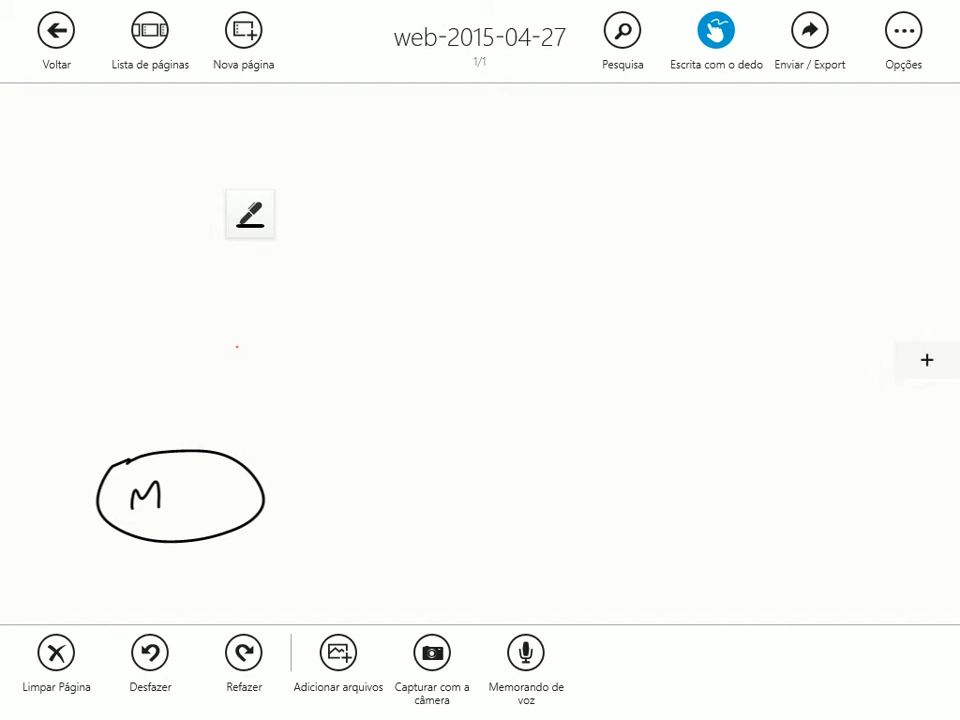 web-2015-04-27
1/1
Voltar
Lista de páginas
Nova página
Pesquisa
Escrita com o dedo
Enviar / Export
Opções
M
Limpar Página
Desfazer
Refazer
Adicionar arquivos
Capturar com a
câmera
Memorando de
voz